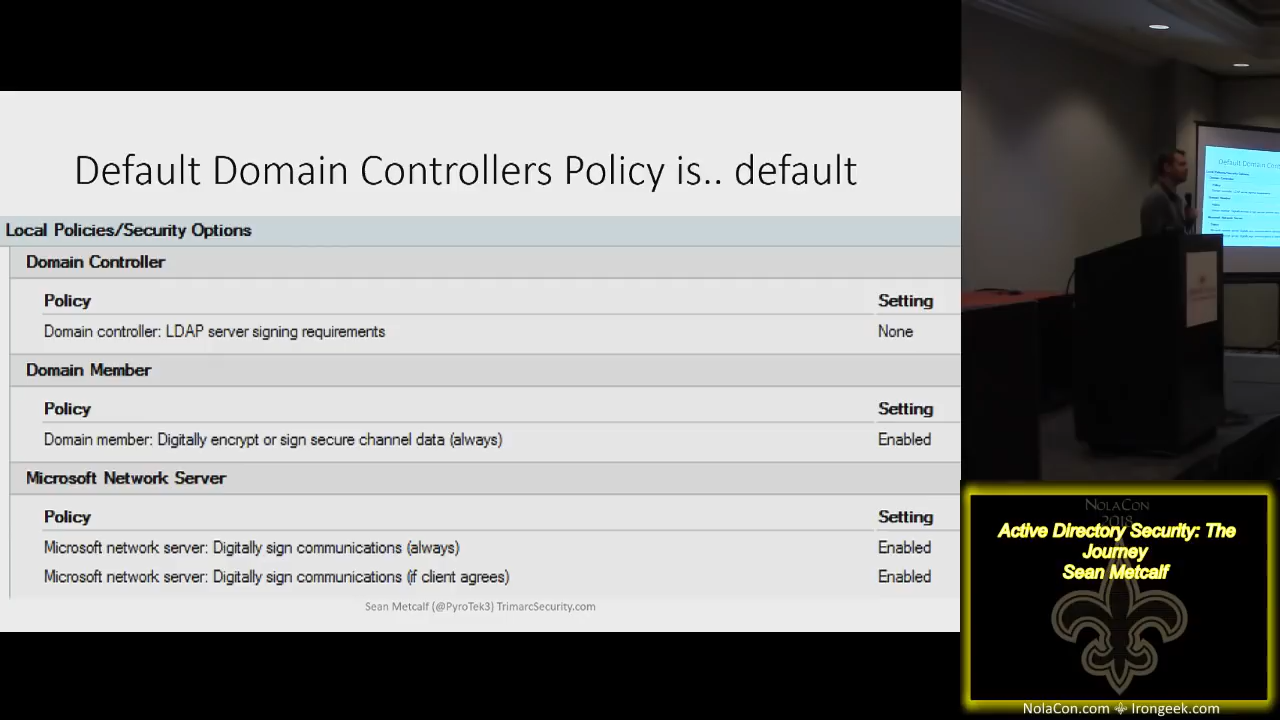 Default Domain Controllers Policy is.. default
Local Policies/Security Options
Domain Controller
Policy Setting
Domain controller: LDAP server signing requirements None
Domain Member
Policy Setting
Domain member: Digitally encrypt or sign secure channel data (always) Enabled
Microsoft Network Server
Policy Setting
Microsoft network server: Digitally sign communications (always) Enabled
Microsoft network server: Digitally sign communications (if client agrees) Enabled
Sean Metcalf (@PyroTek3) TrimarcSecurity.com
Default Domain Cont
NolaCon
2018
Active Directory Security: The
Journey
Sean Metcalf
NolaCon.com Irongeek.com